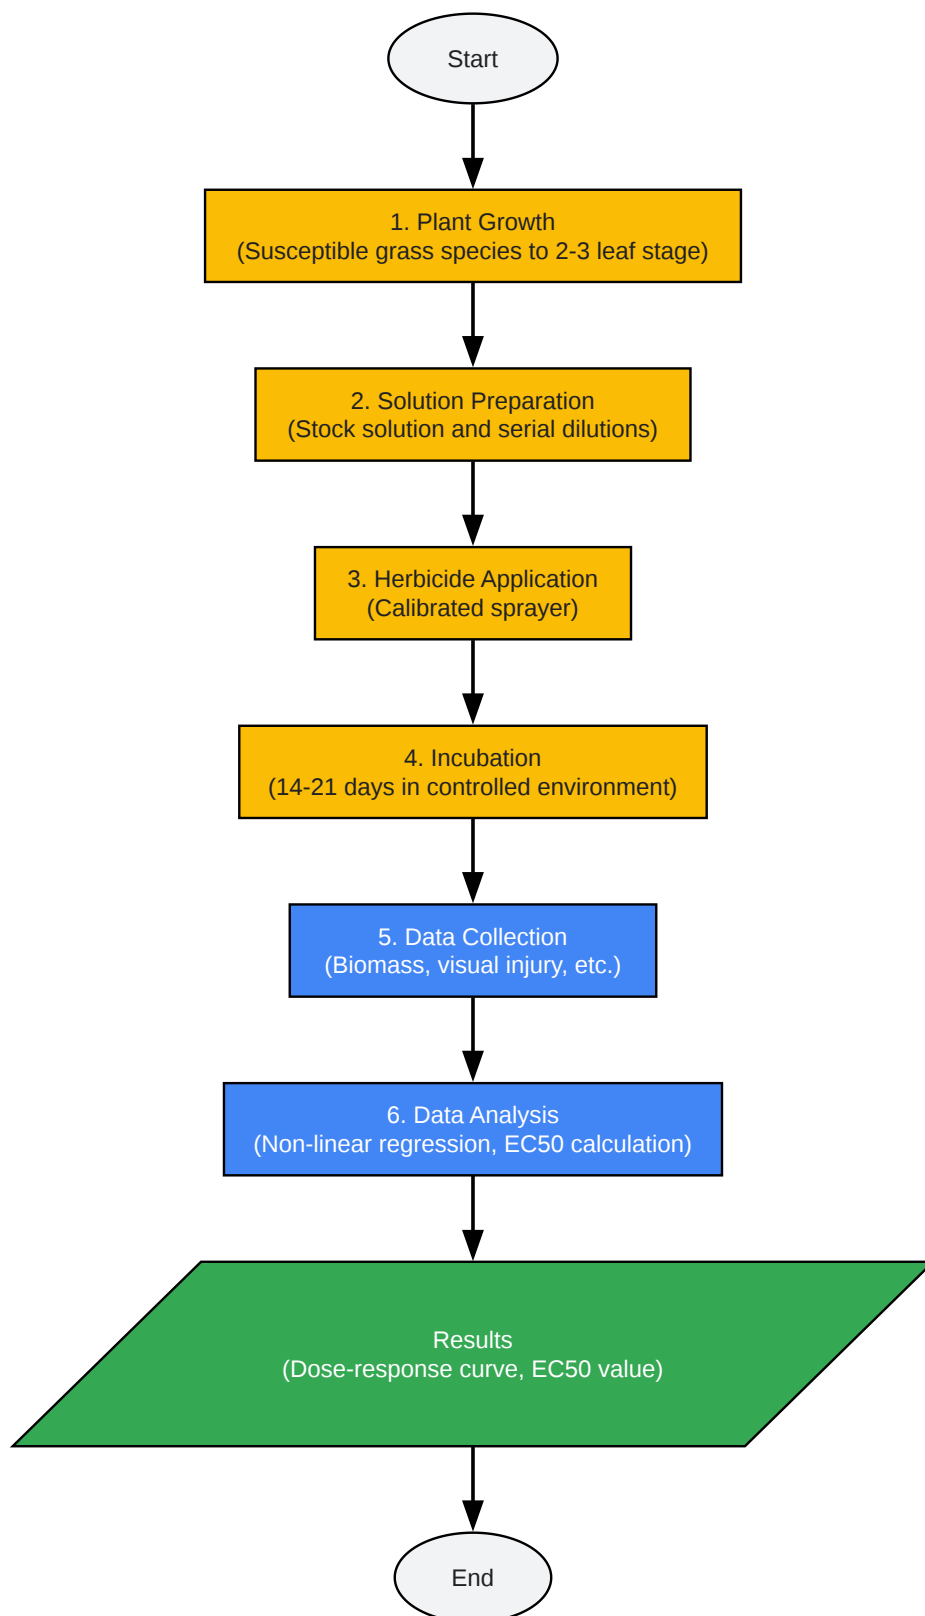 Start
1. Plant Growth
(Susceptible grass species to 2-3 leaf stage)
2. Solution Preparation
(Stock solution and serial dilutions)
3. Herbicide Application
(Calibrated sprayer)
4. Incubation
(14-21 days in controlled environment)
5. Data Collection
(Biomass, visual injury, etc.)
6. Data Analysis
(Non-linear regression, EC50 calculation)
Results
(Dose-response curve, EC50 value)
End